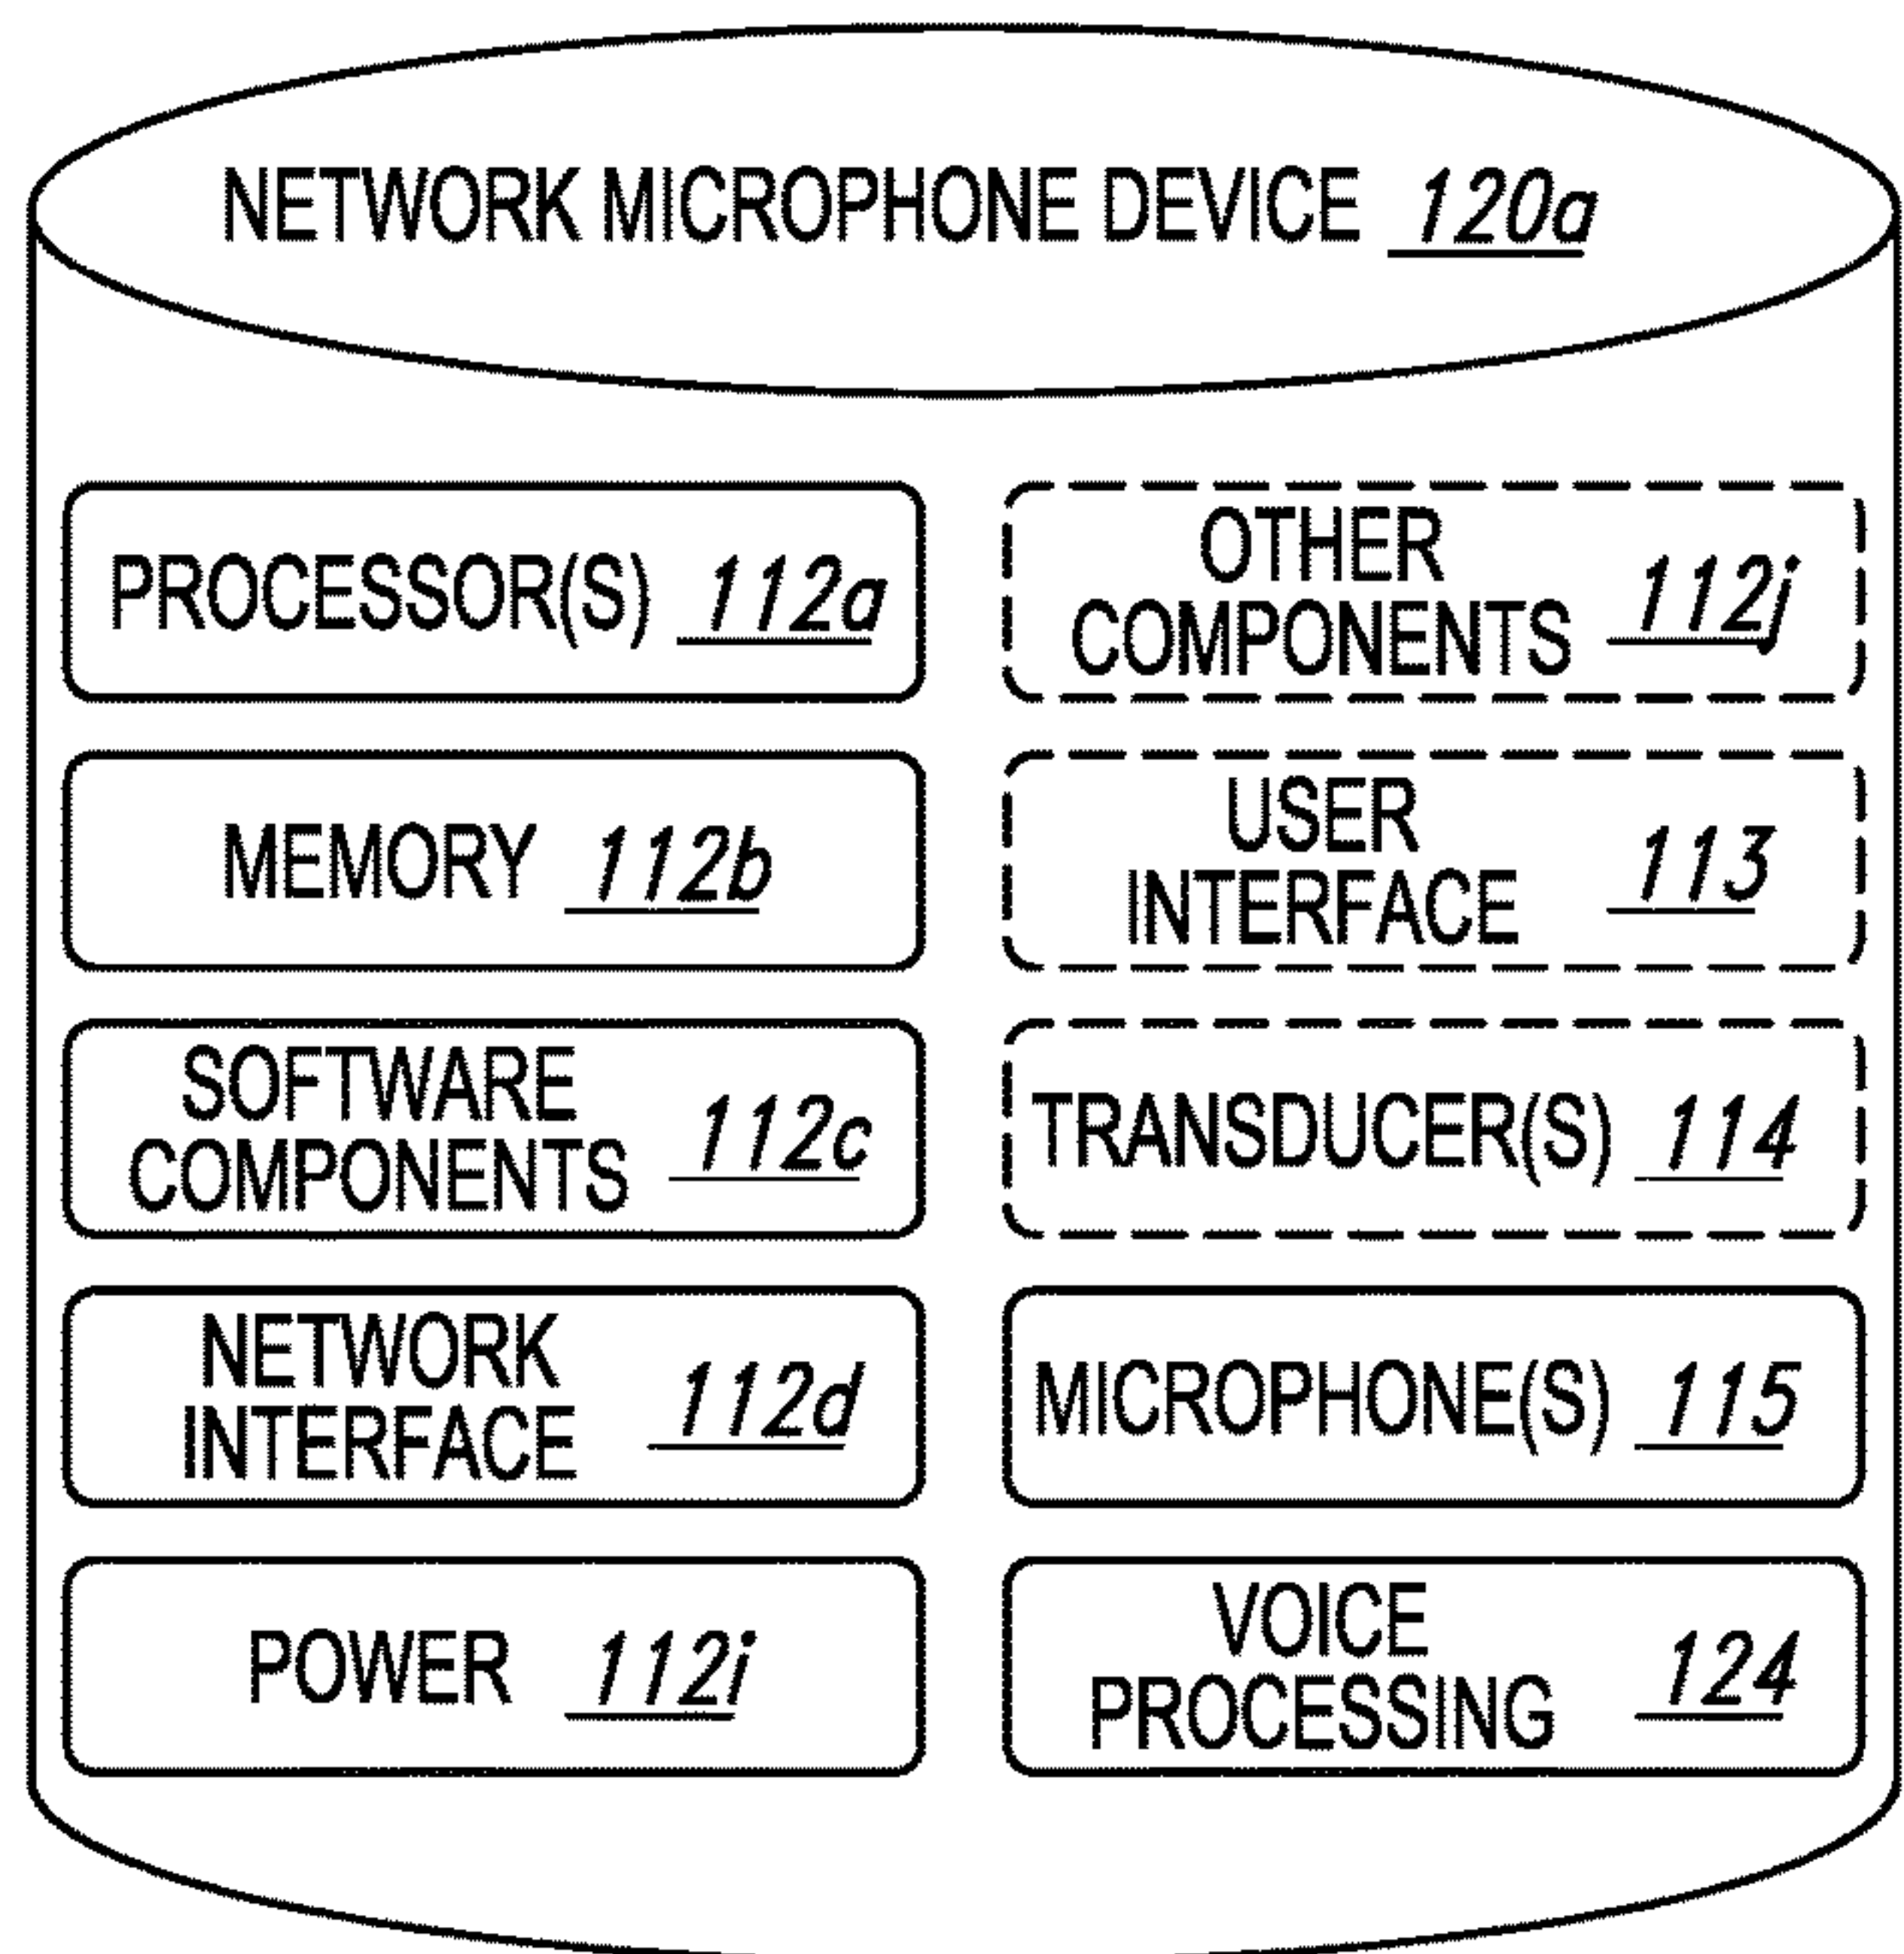 NETWORK MICROPHONE DEVICE 120a
PROCESSOR(S) 112a
MEMORY 112b
SOFTWARE
COMPONENTS 112c
NETWORK
INTERFACE 112d
POWER 112i
OTHER
COMPONENTS 112j
USER
INTERFACE 113
TRANSDUCER(S) 114
MICROPHONE(S) 115
VOICE
PROCESSING 124